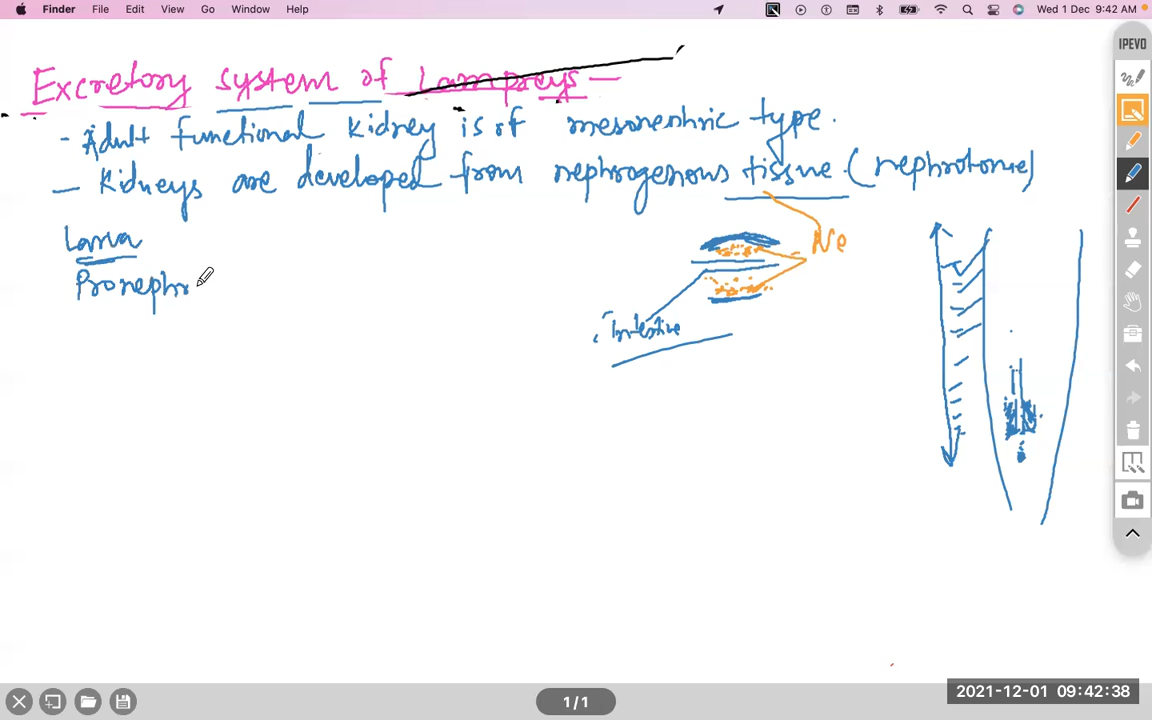 Finder File Edit View Go Window Help Wed 1 Dec 9:42 AM
IPEVO
Excretory system of Lampreys —
- Adult functional kidney is of mesonephric type.
— Kidneys are developed from nephrogenous tissue (nephrotome)
Larva
Pronephr
Ne
Intestine
1/1
2021-12-01 09:42:38